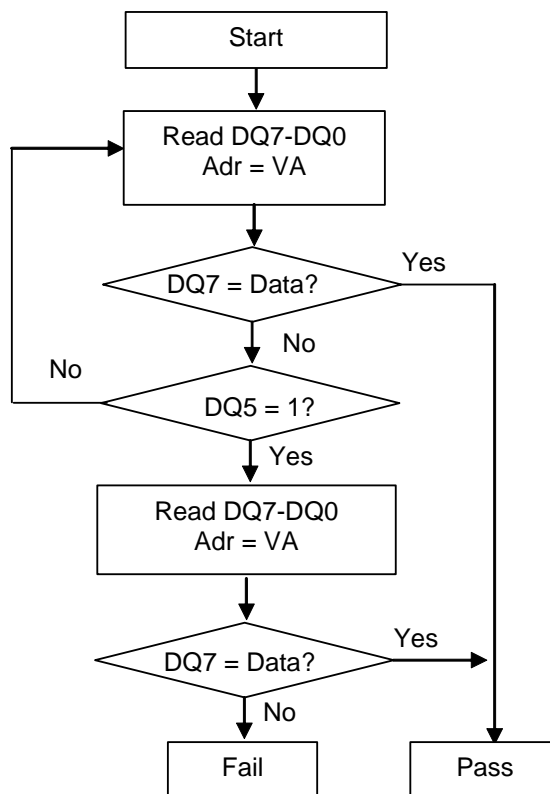 Start
Read DQ7-DQ0
Adr = VA
Yes
DQ7 = Data?
No
No
DQ5 = 1?
Yes
Read DQ7-DQ0
Adr = VA
Yes
DQ7 = Data?
No
Fail
Pass